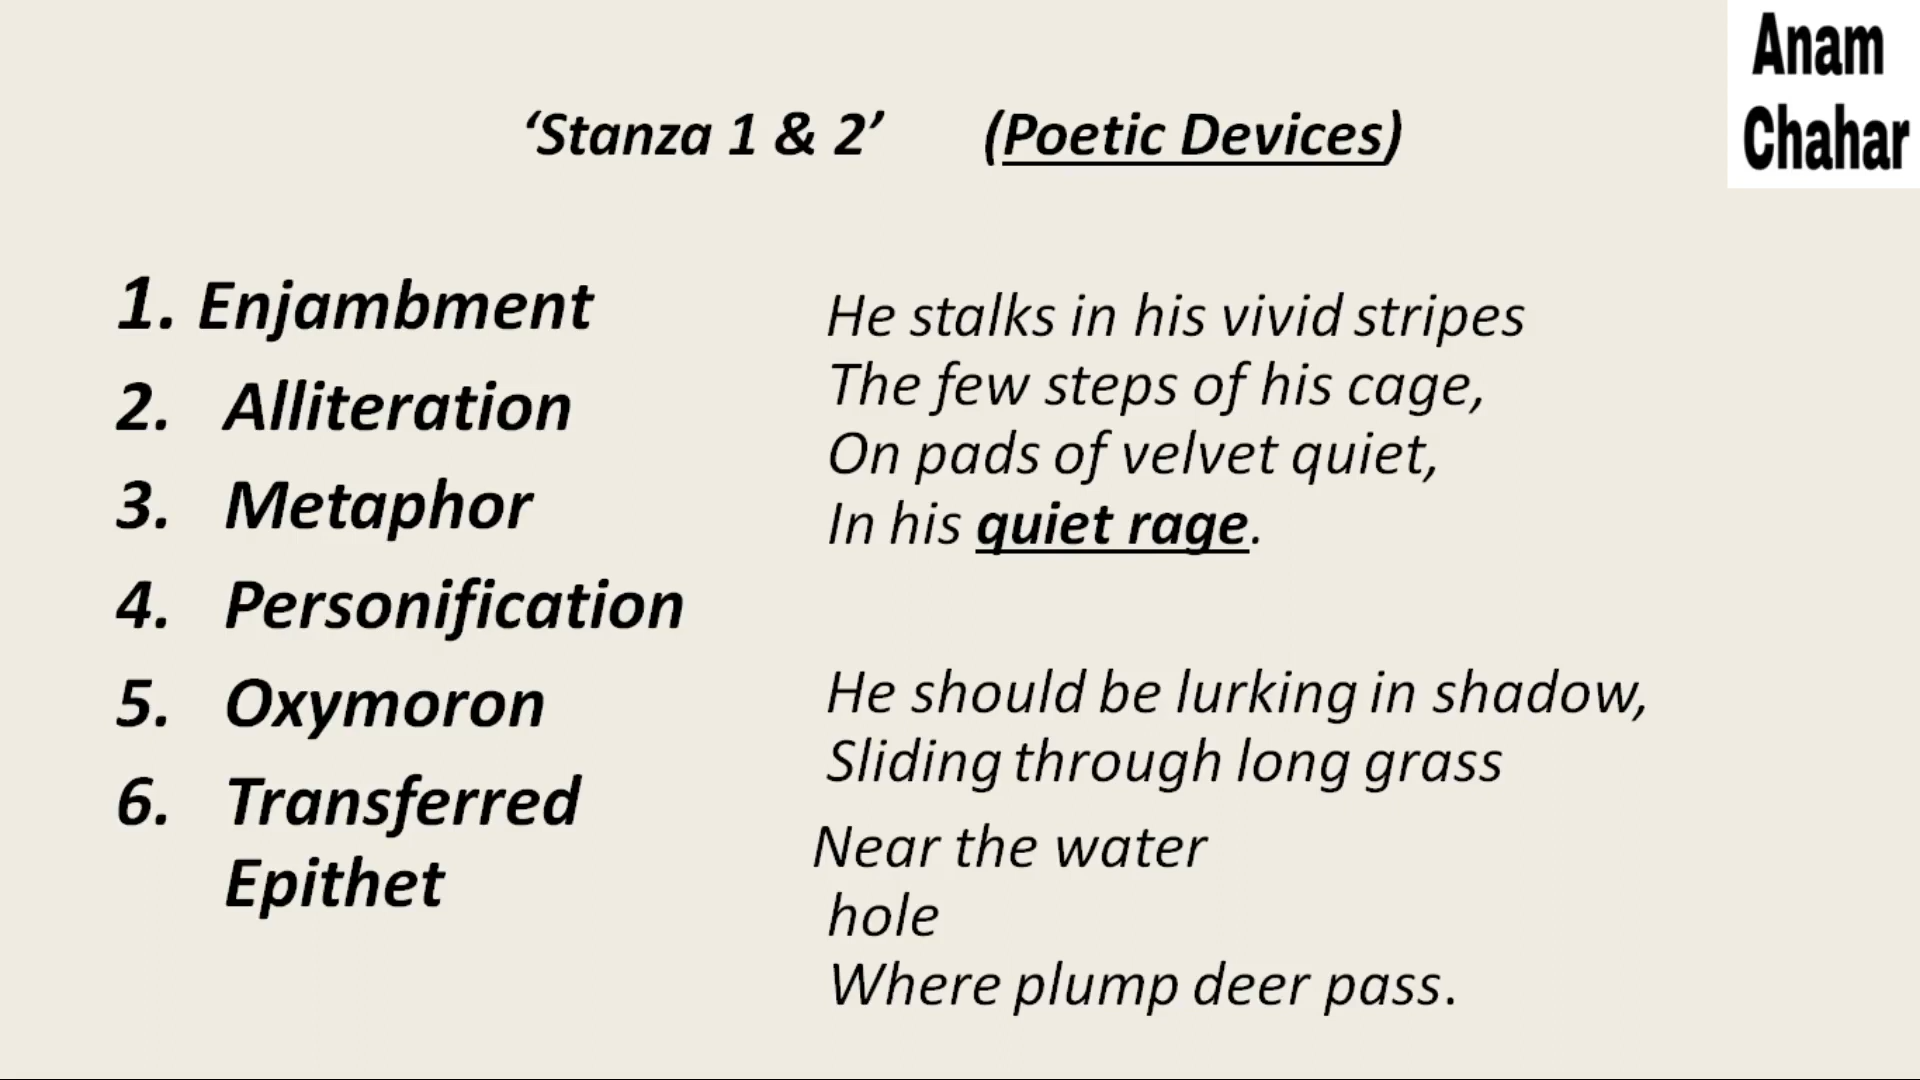 Anam
Chahar
‘Stanza 1 & 2’ (Poetic Devices)
1. Enjambment
2. Alliteration
3. Metaphor
4. Personification
5. Oxymoron
6. Transferred
Epithet
He stalks in his vivid stripes
The few steps of his cage,
On pads of velvet quiet,
In his quiet rage.
He should be lurking in shadow,
Sliding through long grass
Near the water
hole
Where plump deer pass.